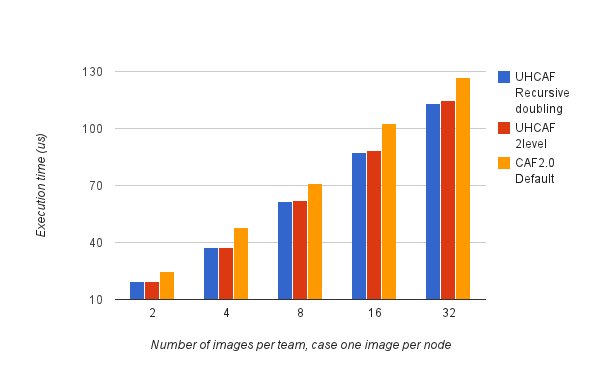 130
100
70
40
10
Execution time (us)
2 4 8 16 32
Number of images per team, case one image per node
UHCAF
Recursive
doubling
UHCAF
2level
CAF2.0
Default